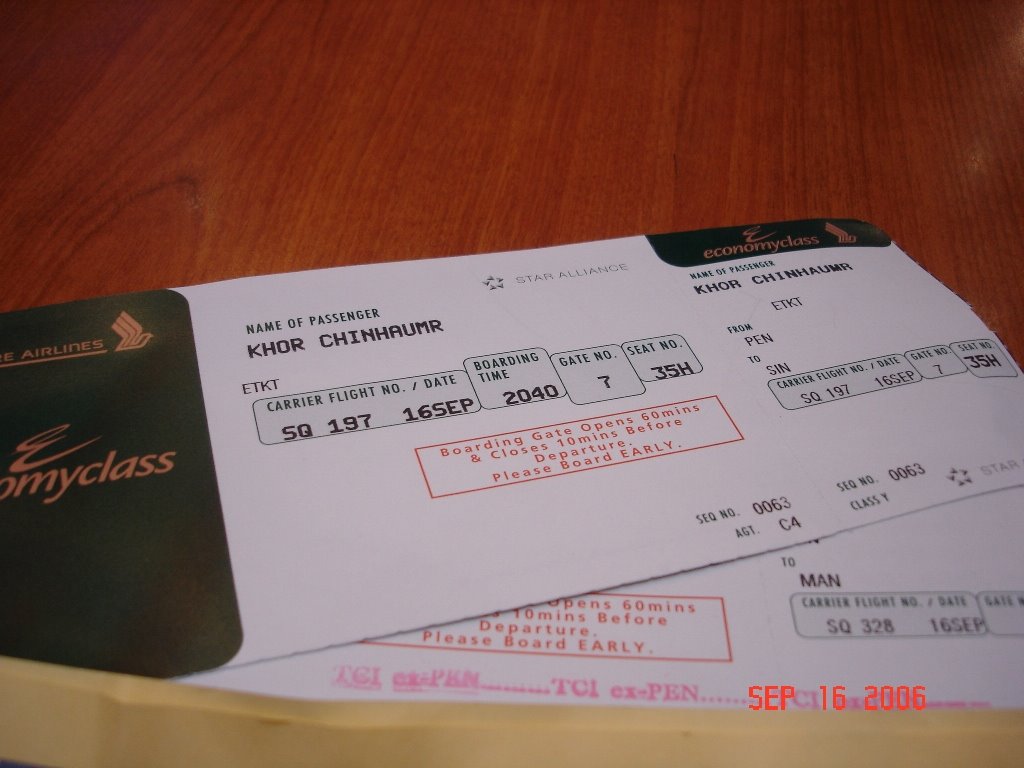 STAR ALLIANCE
economyclass
NAME OF PASSENGER
KHOR CHINHAUMR
ETKT
FROM
PEN
TO
SIN
CARRIER FLIGHT NO. / DATE GATE NO. SEAT NO.
SQ 197 16SEP 7 35H
SEQ NO. 0063
CLASS Y
STAR
AIRLINES
economyclass
NAME OF PASSENGER
KHOR CHINHAUMR
ETKT
CARRIER FLIGHT NO. / DATE BOARDING TIME GATE NO. SEAT NO.
SQ 197 16SEP 2040 7 35H
Boarding Gate Opens 60mins
& Closes 10mins Before
Departure.
Please Board EARLY.
SEQ NO. 0063
AGT. C4
TO
MAN
CARRIER FLIGHT NO. / DATE GATE
SQ 328 16SEP
Opens 60mins
10mins Before
Departure.
Please Board EARLY.
TCI ex-PEN.........TCI ex-PEN......
SEP 16 2006